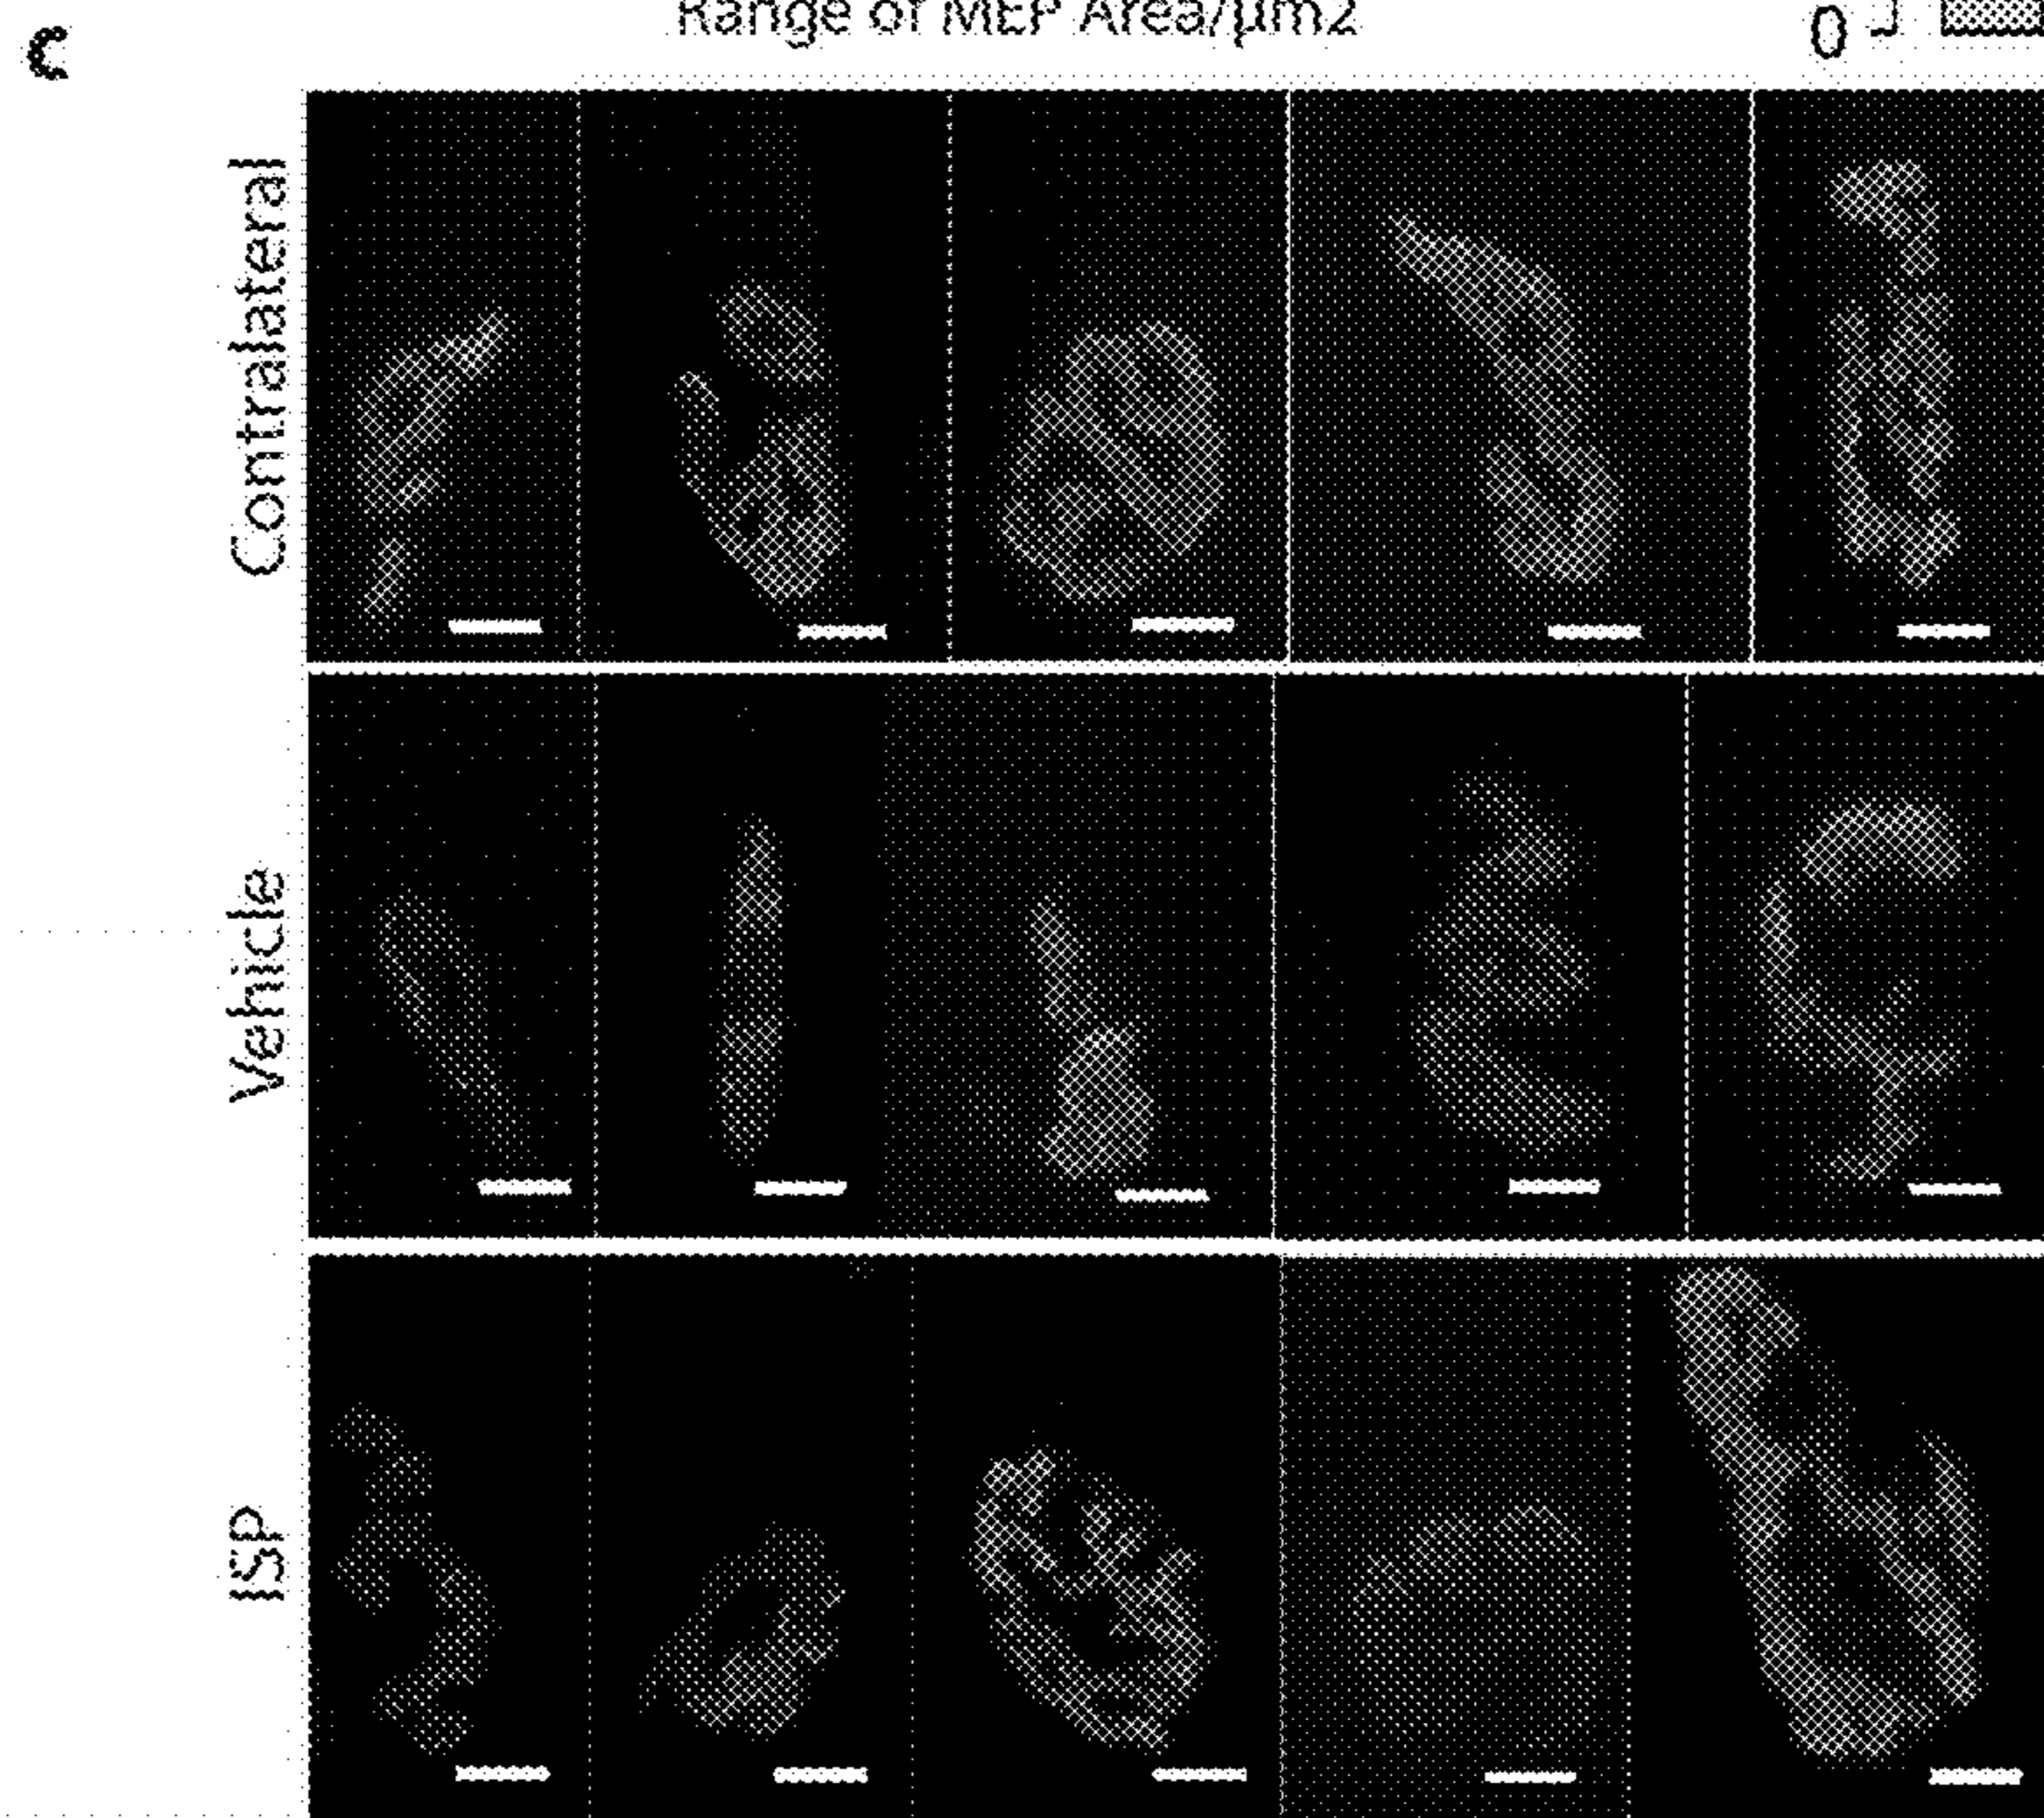 Range of MEP Area/μm2
0
c
Contralateral
Vehicle
ISP